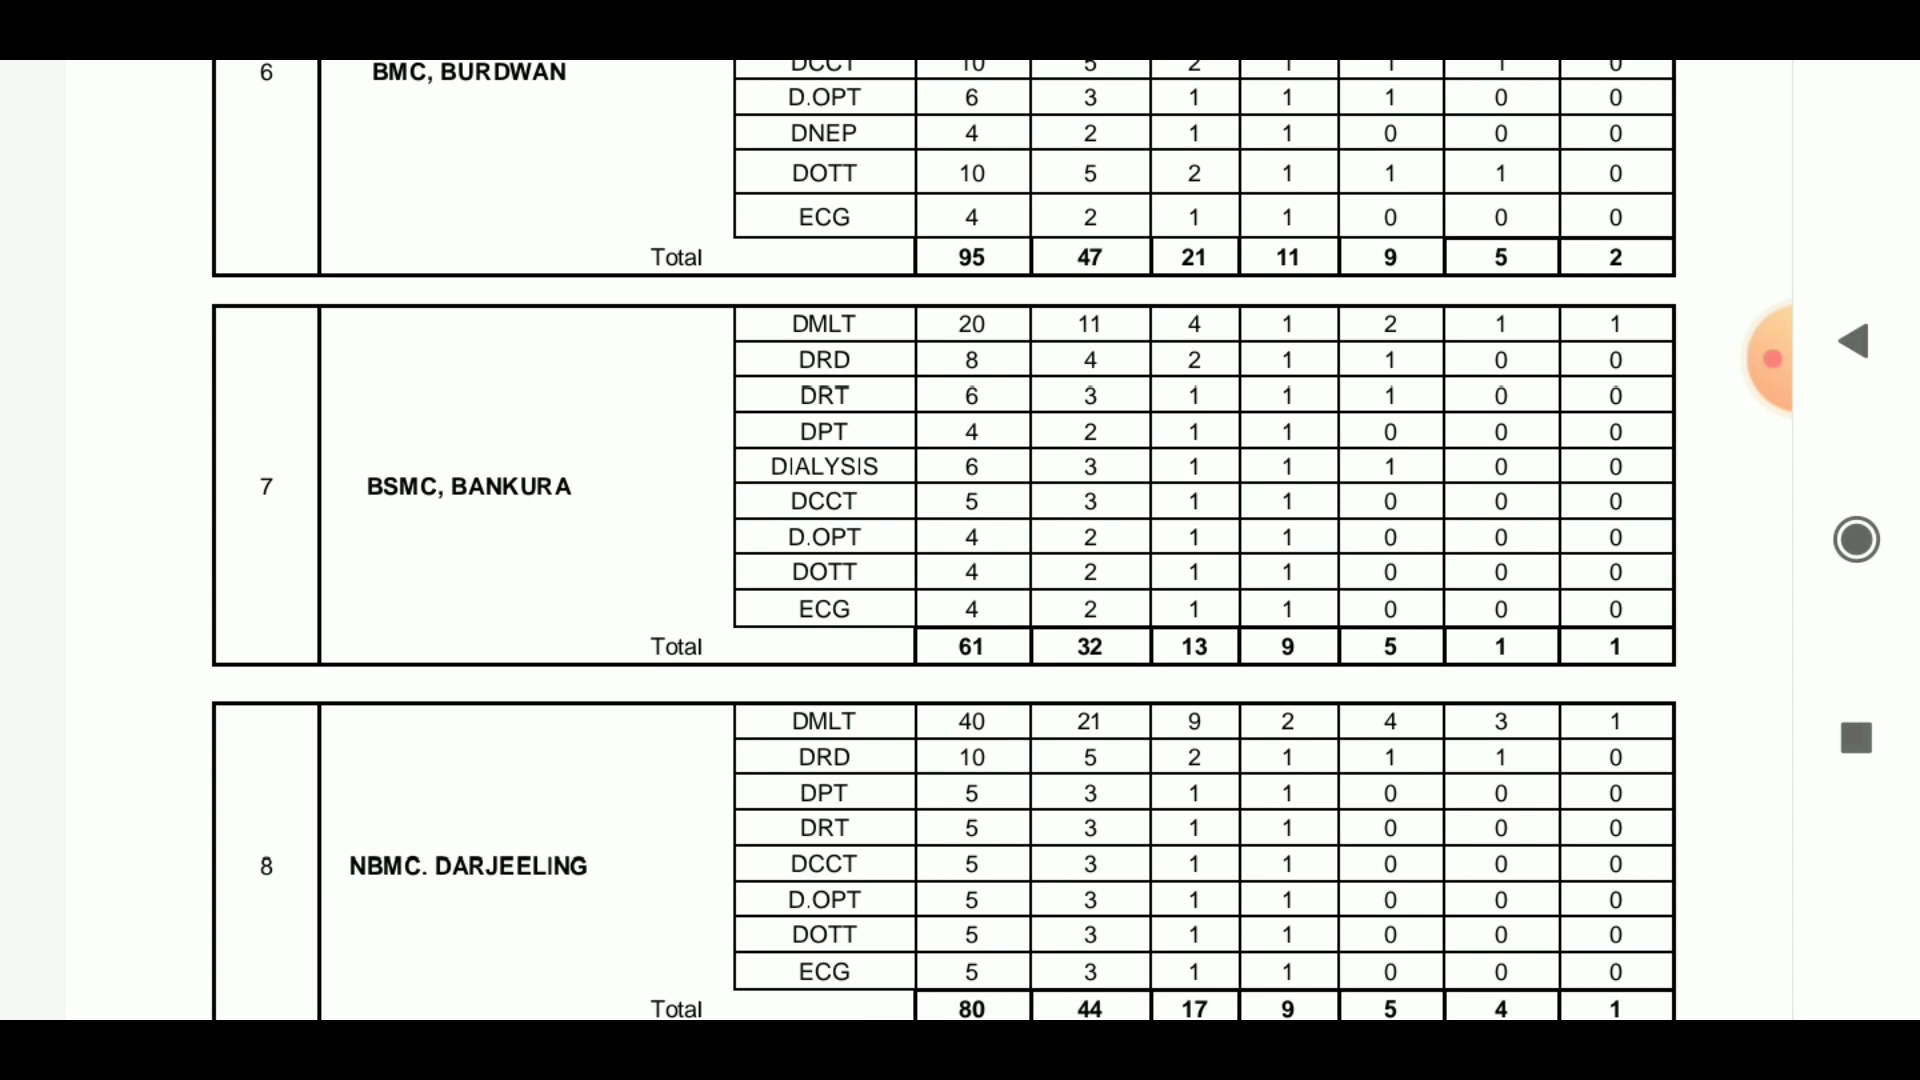 DCCT 10 5 2 1 1 1 0
6 BMC, BURDWAN
D.OPT 6 3 1 1 1 0 0
DNEP 4 2 1 1 0 0 0
DOTT 10 5 2 1 1 1 0
ECG 4 2 1 1 0 0 0
Total 95 47 21 11 9 5 2
DMLT 20 11 4 1 2 1 1
DRD 8 4 2 1 1 0 0
DRT 6 3 1 1 1 0 0
DPT 4 2 1 1 0 0 0
DIALYSIS 6 3 1 1 1 0 0
7 BSMC, BANKURA
DCCT 5 3 1 1 0 0 0
D.OPT 4 2 1 1 0 0 0
DOTT 4 2 1 1 0 0 0
ECG 4 2 1 1 0 0 0
Total 61 32 13 9 5 1 1
DMLT 40 21 9 2 4 3 1
DRD 10 5 2 1 1 1 0
DPT 5 3 1 1 0 0 0
DRT 5 3 1 1 0 0 0
8 NBMC. DARJEELING
DCCT 5 3 1 1 0 0 0
D.OPT 5 3 1 1 0 0 0
DOTT 5 3 1 1 0 0 0
ECG 5 3 1 1 0 0 0
Total 80 44 17 9 5 4 1